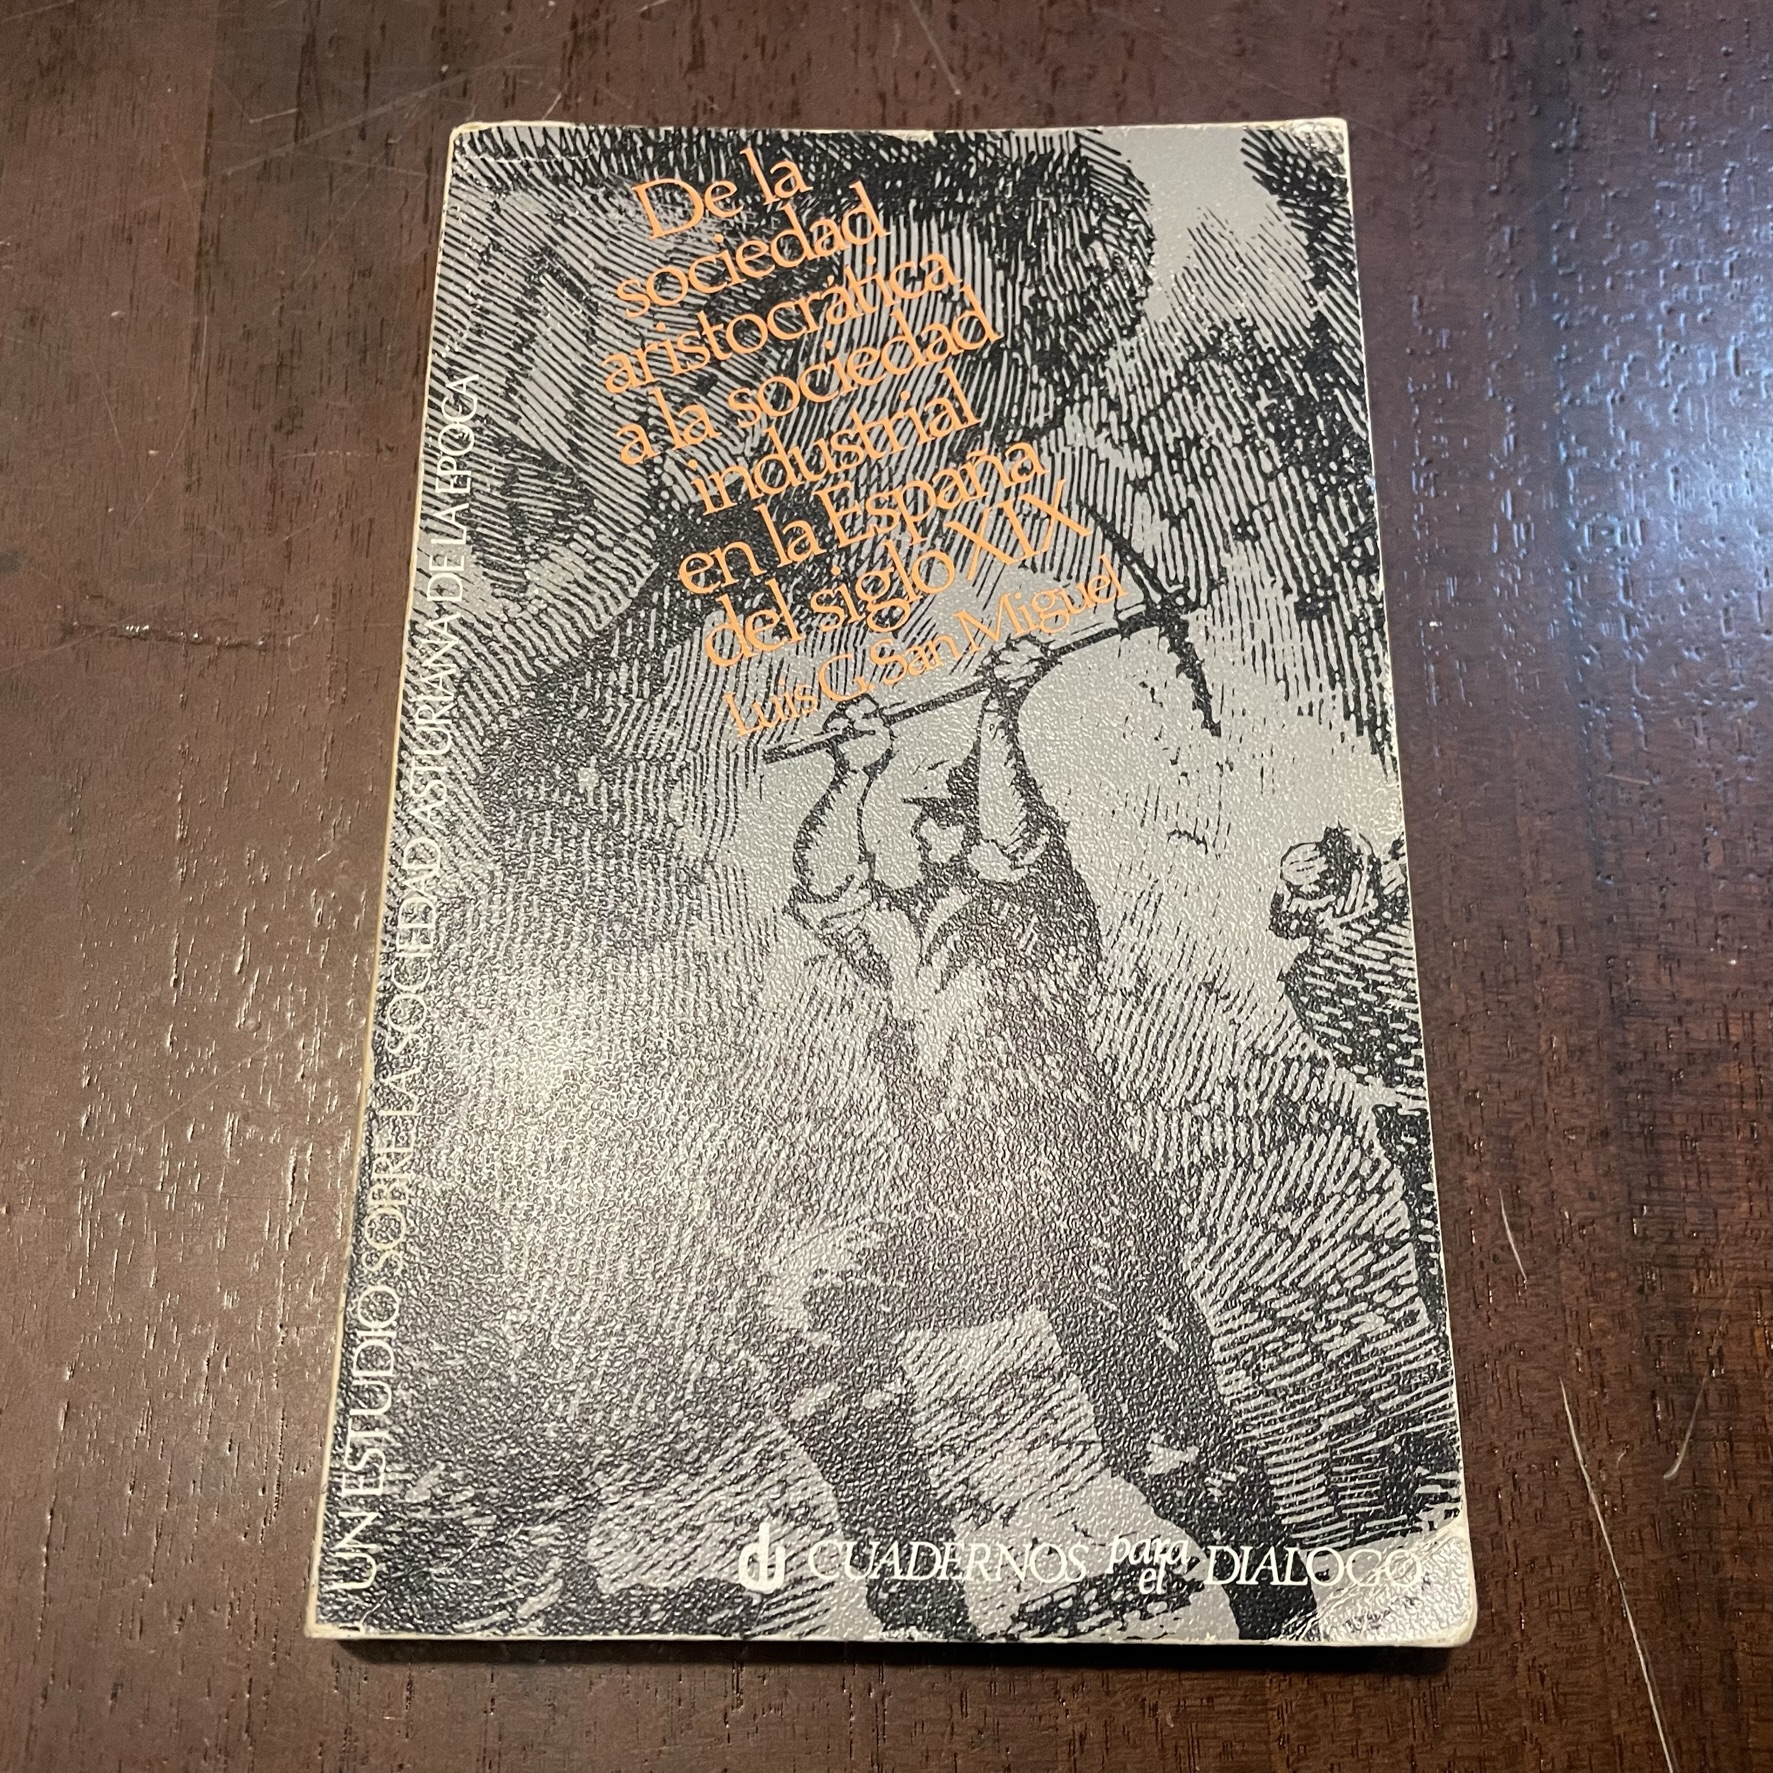 De la
sociedad
aristocrática
a la sociedad
industrial
en la España
del siglo XIX
Luis G. San Miguel
UN ESTUDIO SOBRE LA SOCIEDAD ASTURIANA DE LA EPOCA
CUADERNOS para el DIALOGO